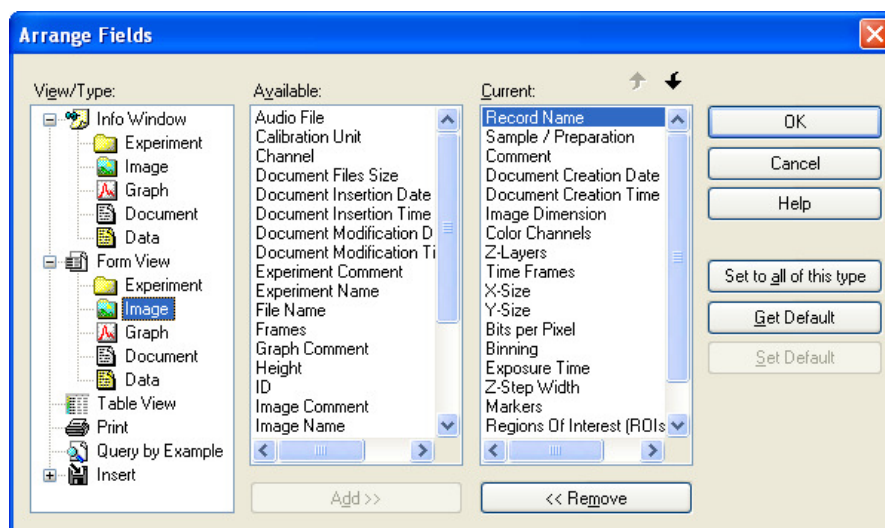 Arrange Fields
View/Type:
Info Window
Experiment
Image
Graph
Document
Data
Form View
Experiment
Image
Graph
Document
Data
Table View
Print
Query by Example
Insert
Available:
Audio File
Calibration Unit
Channel
Document Files Size
Document Insertion Date
Document Insertion Time
Document Modification D
Document Modification Ti
Experiment Comment
Experiment Name
File Name
Frames
Graph Comment
Height
ID
Image Comment
Image Name
Add >>
Current:
Record Name
Sample / Preparation
Comment
Document Creation Date
Document Creation Time
Image Dimension
Color Channels
Z-Layers
Time Frames
X-Size
Y-Size
Bits per Pixel
Binning
Exposure Time
Z-Step Width
Markers
Regions Of Interest (ROIs
<< Remove
OK
Cancel
Help
Set to all of this type
Get Default
Set Default